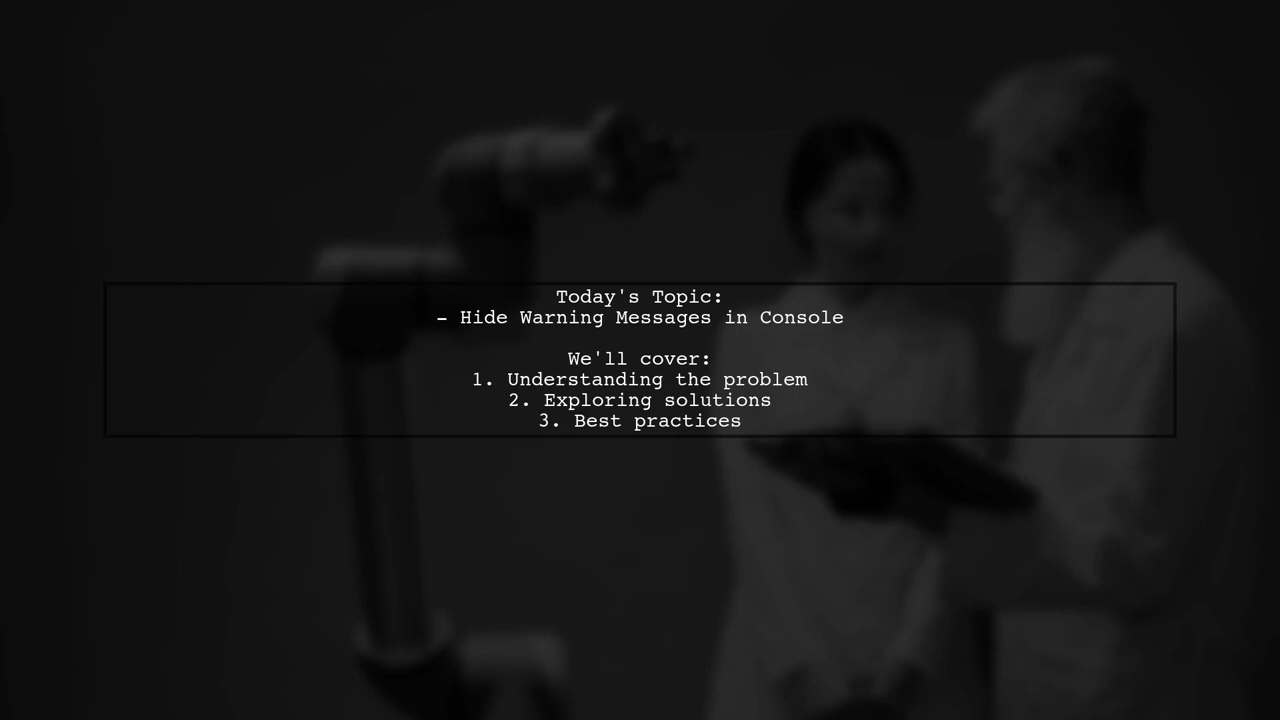 Today's Topic:
– Hide Warning Messages in Console
We'll cover:
1. Understanding the problem
2. Exploring solutions
3. Best practices